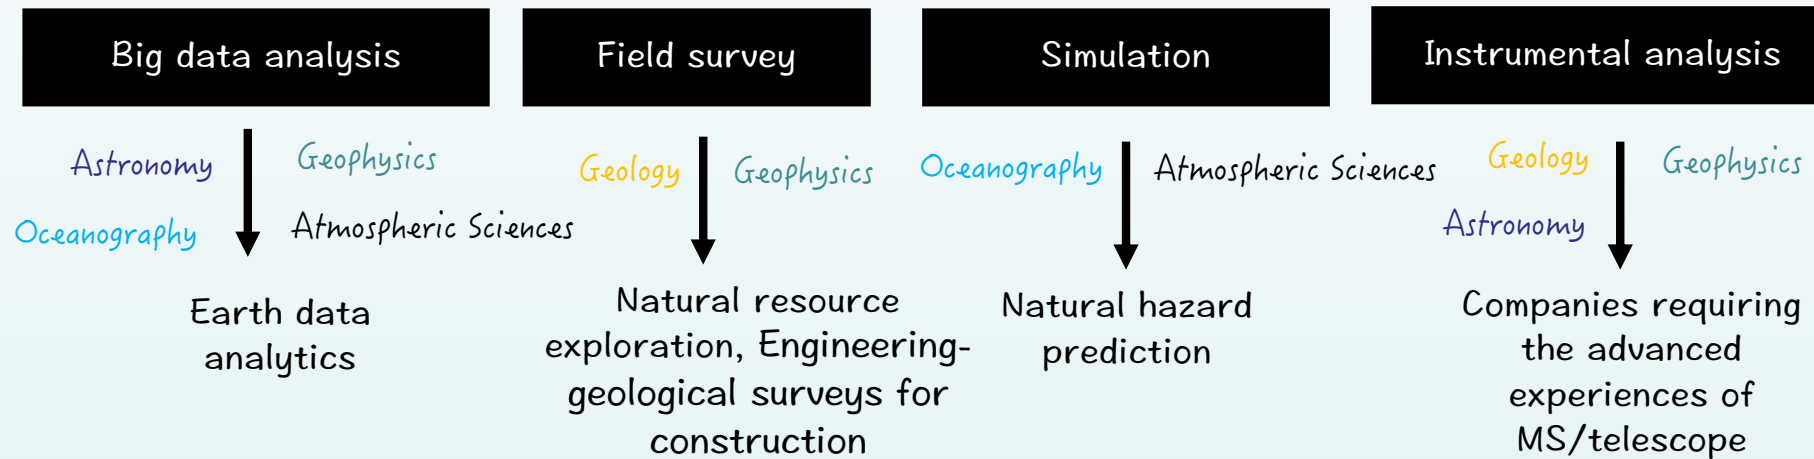 Big data analysis
Astronomy
Geophysics
Oceanography
Atmospheric Sciences
Earth data
analytics
Field survey
Geology
Geophysics
Natural resource
exploration, Engineering-
geological surveys for
construction
Simulation
Oceanography
Atmospheric Sciences
Natural hazard
prediction
Instrumental analysis
Geology
Geophysics
Astronomy
Companies requiring
the advanced
experiences of
MS/telescope